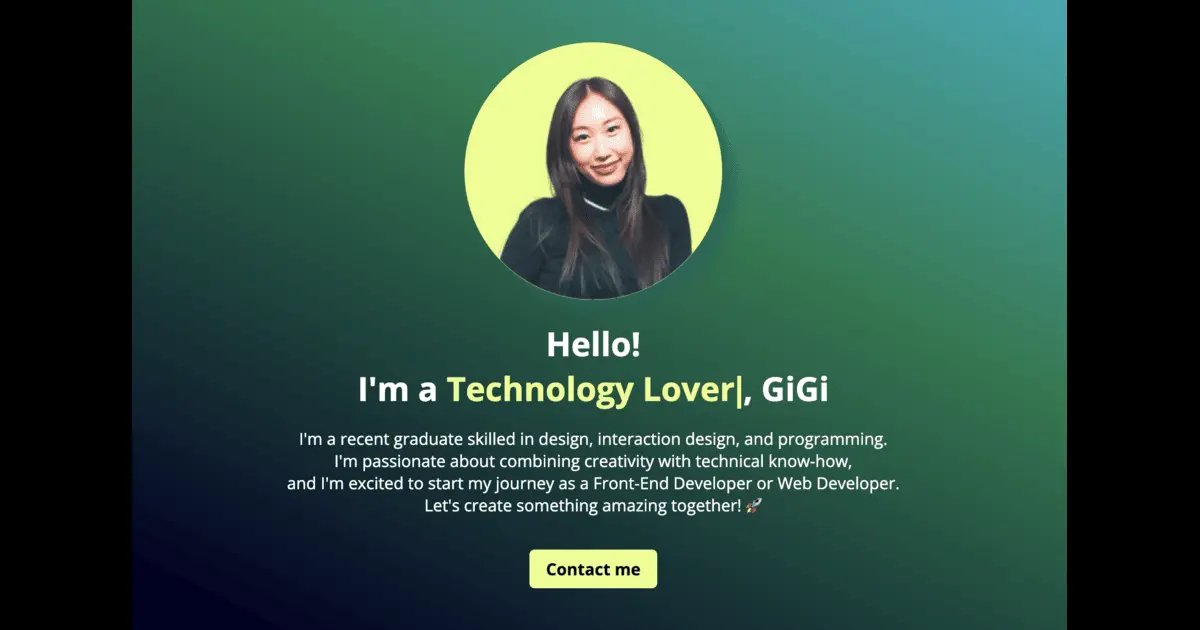 Hello!
I'm a Technology Lover|, GiGi
I'm a recent graduate skilled in design, interaction design, and programming.
I'm passionate about combining creativity with technical know-how,
and I'm excited to start my journey as a Front-End Developer or Web Developer.
Let's create something amazing together! 🚀
Contact me